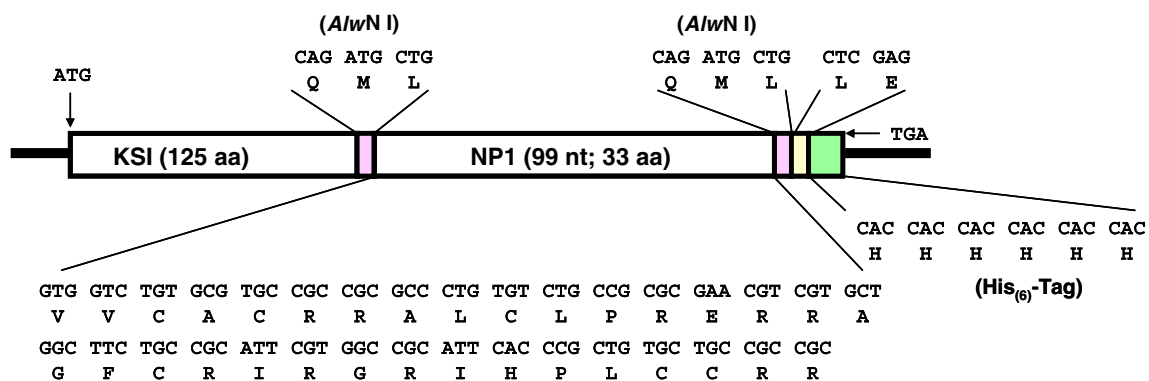 (AlwN I) (AlwN I)
CAG ATG CTG CAG ATG CTG CTC GAG
Q M L Q M L L E
ATG
TGA
KSI (125 aa) NP1 (99 nt; 33 aa)
CAC CAC CAC CAC CAC CAC
H H H H H H
(His(6)-Tag)
GTG GTC TGT GCG TGC CGC CGC GCC CTG TGT CTG CCG CGC GAA CGT CGT GCT
V V C A C R R A L C L P R E R R A
GGC TTC TGC CGC ATT CGT GGC CGC ATT CAC CCG CTG TGC TGC CGC CGC
G F C R I R G R I H P L C C R R